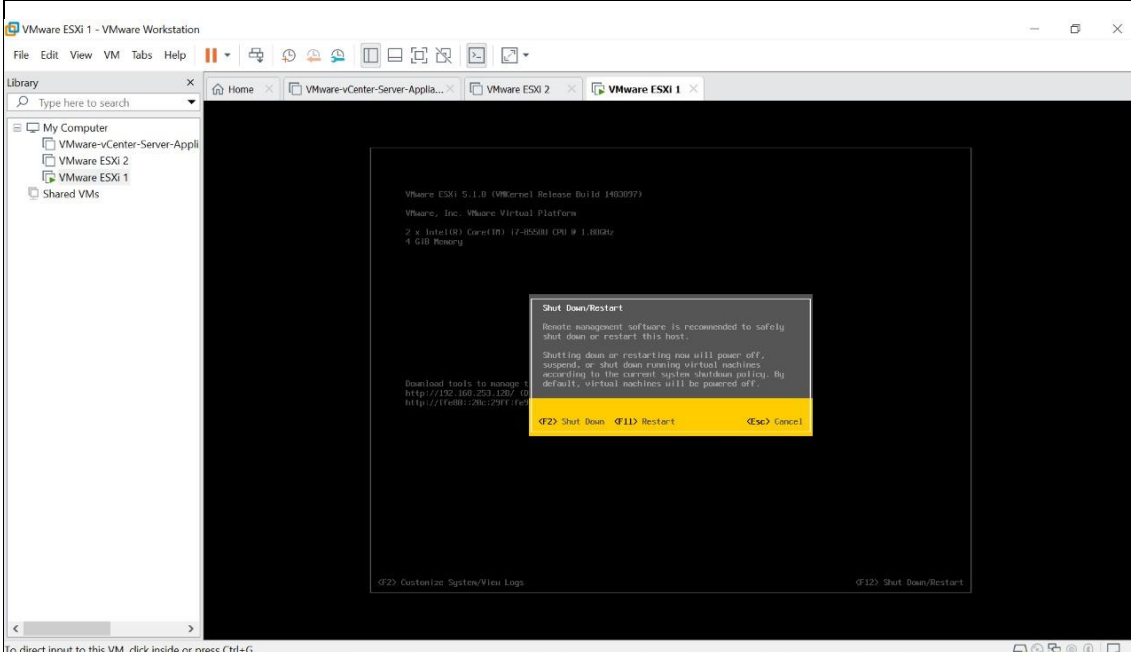 VMware ESXi 1 - VMware Workstation
File Edit View VM Tabs Help
Library
Type here to search
My Computer
VMware-vCenter-Server-Appli
VMware ESXi 2
VMware ESXi 1
Shared VMs
Home
VMware-vCenter-Server-Applia...
VMware ESXi 2
VMware ESXi 1
VMware ESXi 5.1.0 (VMKernel Release Build 1483097)
VMware, Inc. VMware Virtual Platform
2 x Intel(R) Core(TM) i7-8550U CPU @ 1.80GHz
4 GiB Memory
Download tools to manage t
http://192.168.253.128/ (D
Shut Down/Restart
Remote management software is recommended to safely
shut down or restart this host.
Shutting down or restarting now will power off,
suspend, or shut down running virtual machines
according to the current system shutdown policy. By
default, virtual machines will be powered off.
<F2> Shut Down <F11> Restart <Esc> Cancel
<F2> Customize System/View Logs <F12> Shut Down/Restart
To direct input to this VM, click inside or press Ctrl+G.